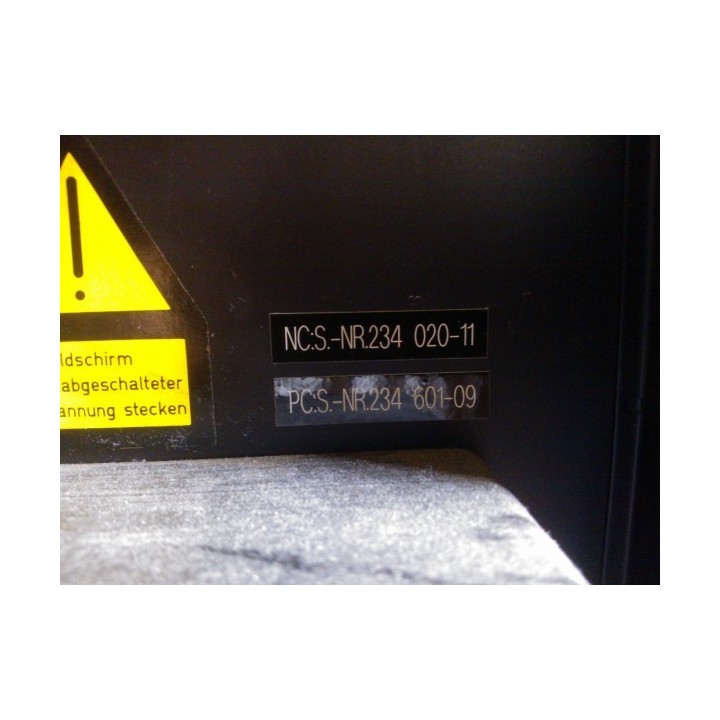 !
ldschirm
abgeschalteter
annung stecken
NC:S.-NR.234 020-11
PC:S.-NR.234 601-09